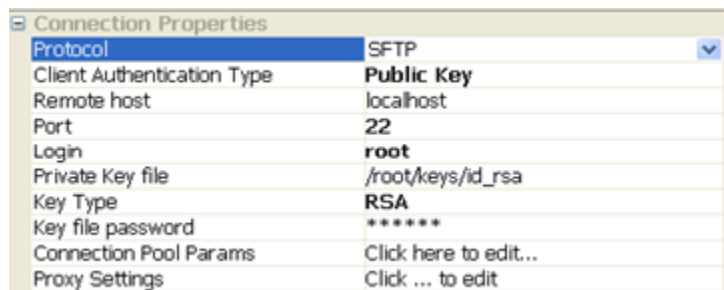 Connection Properties
Protocol SFTP
Client Authentication Type Public Key
Remote host localhost
Port 22
Login root
Private Key file /root/keys/id_rsa
Key Type RSA
Key file password ******
Connection Pool Params Click here to edit...
Proxy Settings Click ... to edit